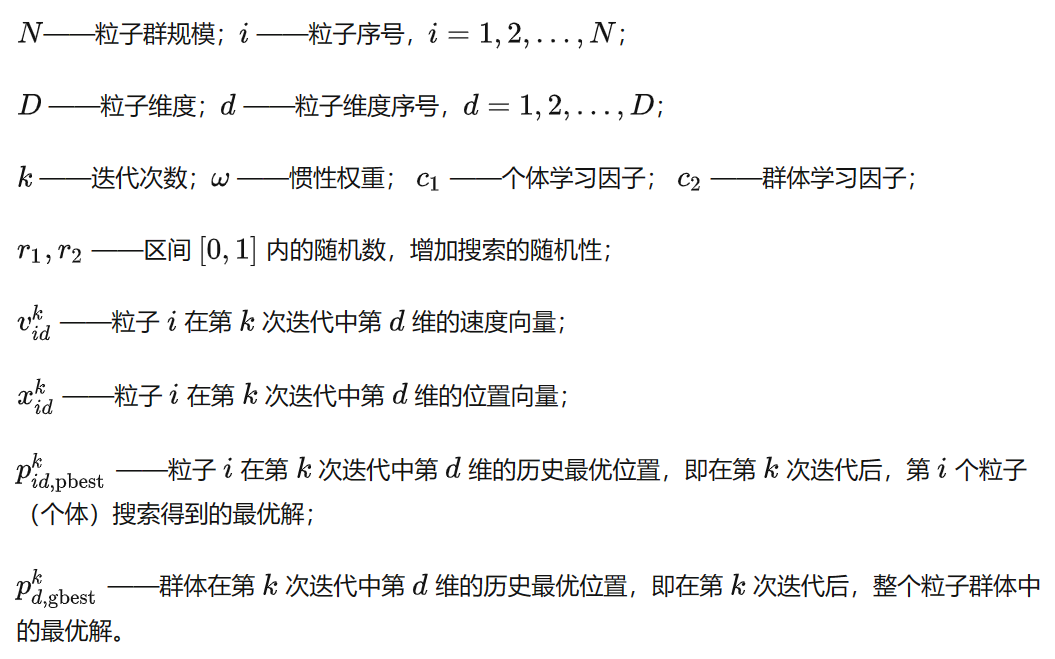 N——粒子群规模；i ——粒子序号，i = 1, 2, . . . , N；
D ——粒子维度；d ——粒子维度序号，d = 1, 2, . . . , D；
k ——迭代次数；ω ——惯性权重； c₁ ——个体学习因子； c₂ ——群体学习因子；
r₁, r₂ ——区间 [0, 1] 内的随机数，增加搜索的随机性；
v_{id}^k ——粒子 i 在第 k 次迭代中第 d 维的速度向量；
x_{id}^k ——粒子 i 在第 k 次迭代中第 d 维的位置向量；
p_{id,pbest}^k ——粒子 i 在第 k 次迭代中第 d 维的历史最优位置，即在第 k 次迭代后，第 i 个粒子
（个体）搜索得到的最优解；
p_{d,gbest}^k ——群体在第 k 次迭代中第 d 维的历史最优位置，即在第 k 次迭代后，整个粒子群体中
的最优解。